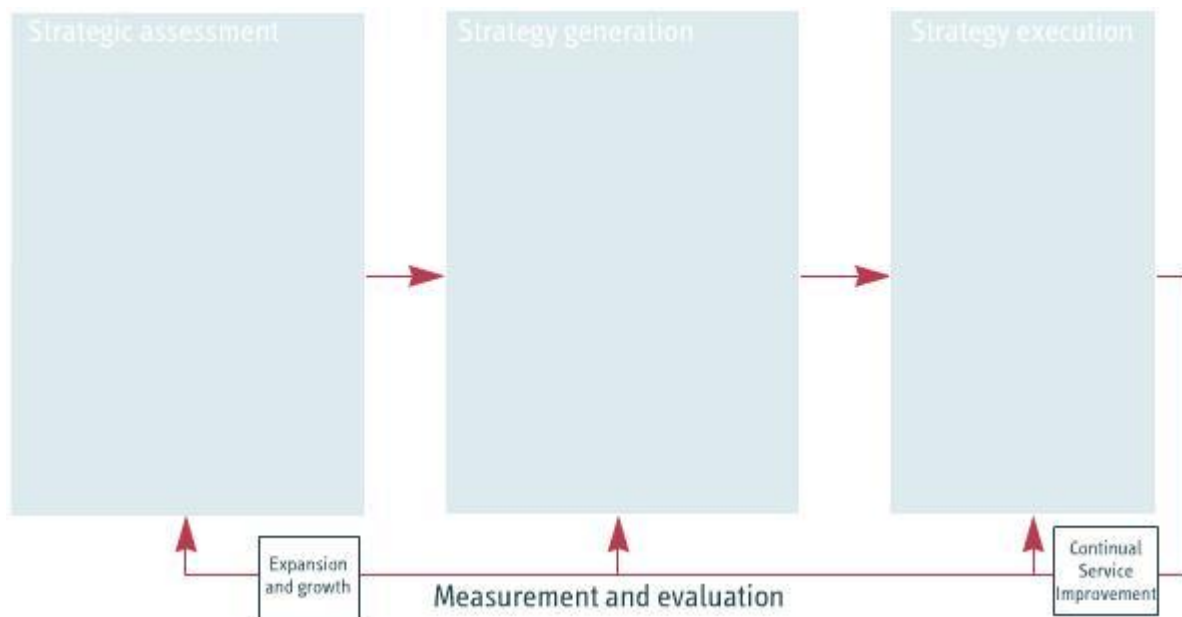 Strategic assessment
Strategy generation
Strategy execution
Expansion
and growth
Measurement and evaluation
Continual
Service
Improvement